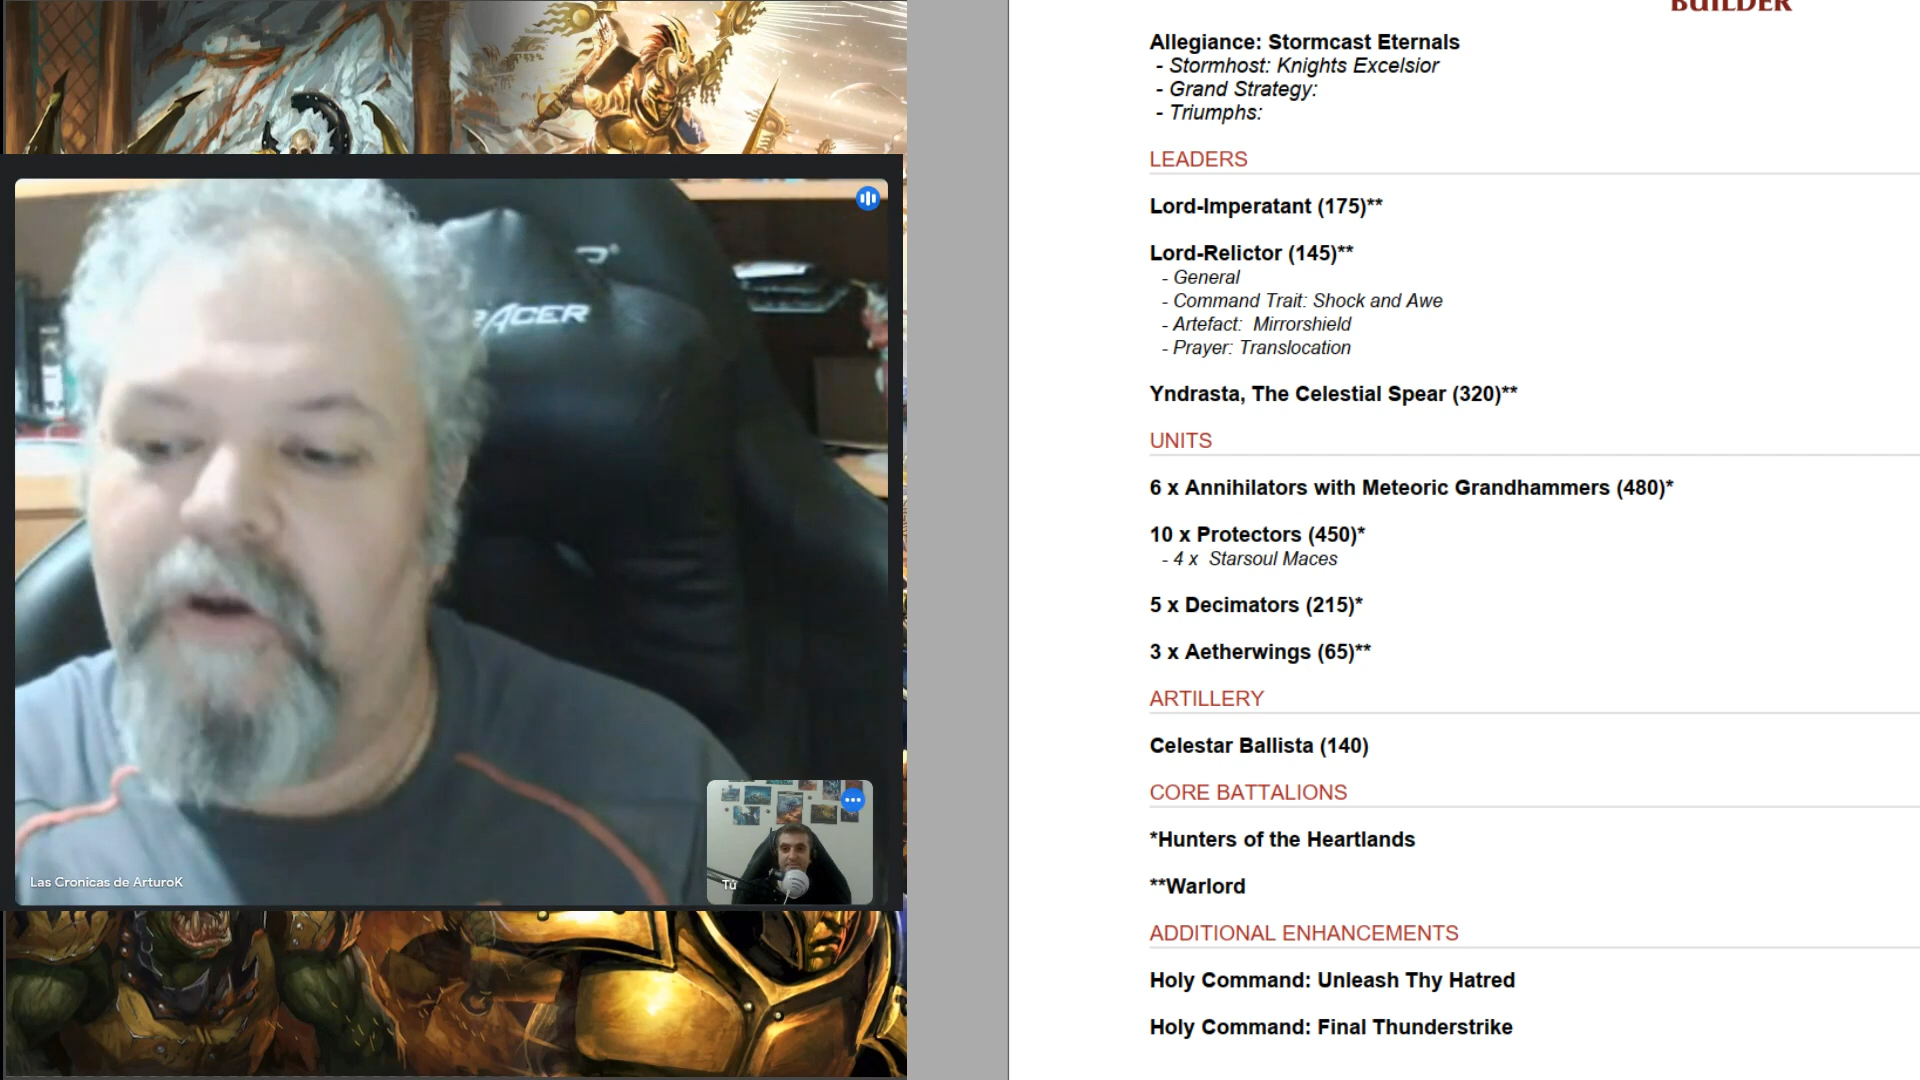 BUILDER
Allegiance: Stormcast Eternals
- Stormhost: Knights Excelsior
- Grand Strategy:
- Triumphs:
LEADERS
Lord-Imperatant (175)**
Lord-Relictor (145)**
- General
- Command Trait: Shock and Awe
- Artefact: Mirrorshield
- Prayer: Translocation
Yndrasta, The Celestial Spear (320)**
UNITS
6 x Annihilators with Meteoric Grandhammers (480)*
10 x Protectors (450)*
- 4 x Starsoul Maces
5 x Decimators (215)*
3 x Aetherwings (65)**
ARTILLERY
Celestar Ballista (140)
CORE BATTALIONS
*Hunters of the Heartlands
**Warlord
ADDITIONAL ENHANCEMENTS
Holy Command: Unleash Thy Hatred
Holy Command: Final Thunderstrike
RACER
Las Cronicas de ArturoK
Tú